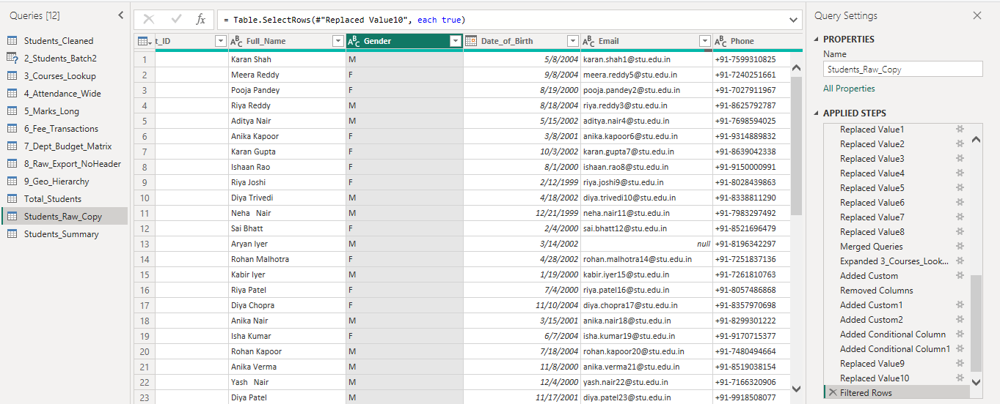 Queries [12]
= Table.SelectRows(#"Replaced Value10", each true)
Students_Cleaned
2_Students_Batch2
3_Courses_Lookup
4_Attendance_Wide
5_Marks_Long
6_Fee_Transactions
7_Dept_Budget_Matrix
8_Raw_Export_NoHeader
9_Geo_Hierarchy
Total_Students
Students_Raw_Copy
Students_Summary
t_ID Full_Name Gender Date_of_Birth Email Phone
1 Karan Shah M 5/8/2004 karan.shah1@stu.edu.in +91-7599310825
2 Meera Reddy F 9/8/2004 meera.reddy5@stu.edu.in +91-7240251661
3 Pooja Pandey F 8/19/2000 pooja.pandey2@stu.edu.in +91-7027911967
4 Riya Reddy M 8/18/2004 riya.reddy3@stu.edu.in +91-8625792787
5 Aditya Nair M 5/15/2002 aditya.nair4@stu.edu.in +91-7698594025
6 Anika Kapoor F 3/8/2001 anika.kapoor6@stu.edu.in +91-9314889832
7 Karan Gupta F 10/3/2002 karan.gupta7@stu.edu.in +91-8639042338
8 Ishaan Rao F 8/1/2000 ishaan.rao8@stu.edu.in +91-9150000991
9 Riya Joshi F 2/12/1999 riya.joshi9@stu.edu.in +91-8028439863
10 Diya Trivedi M 4/18/2002 diya.trivedi10@stu.edu.in +91-8338811290
11 Neha   Nair M 12/21/1999 neha.nair11@stu.edu.in +91-7983297492
12 Sai Bhatt F 2/4/2000 sai.bhatt12@stu.edu.in +91-8521696479
13 Aryan Iyer M 3/14/2002 null +91-8196342297
14 Rohan Malhotra F 4/28/2002 rohan.malhotra14@stu.edu.in +91-7251837136
15 Kabir Iyer M 1/19/2000 kabir.iyer15@stu.edu.in +91-7261810763
16 Riya Patel F 7/4/2000 riya.patel16@stu.edu.in +91-8057486868
17 Diya Chopra F 11/10/2004 diya.chopra17@stu.edu.in +91-8357970698
18 Anika Nair M 3/15/2001 anika.nair18@stu.edu.in +91-8299301222
19 Isha Kumar F 6/7/2004 isha.kumar19@stu.edu.in +91-9170715377
20 Rohan Kapoor M 7/18/2004 rohan.kapoor20@stu.edu.in +91-7480494664
21 Anika Verma M 11/8/2000 anika.verma21@stu.edu.in +91-8519038154
22 Yash   Nair M 12/4/2000 yash.nair22@stu.edu.in +91-7166320906
23 Diya Patel M 11/17/2001 diya.patel23@stu.edu.in +91-9918508077
Query Settings
PROPERTIES
Name
Students_Raw_Copy
All Properties
APPLIED STEPS
Replaced Value1
Replaced Value2
Replaced Value3
Replaced Value4
Replaced Value5
Replaced Value6
Replaced Value7
Replaced Value8
Merged Queries
Expanded 3_Courses_Look...
Added Custom
Removed Columns
Added Custom1
Added Custom2
Added Conditional Column
Added Conditional Column1
Replaced Value9
Replaced Value10
Filtered Rows